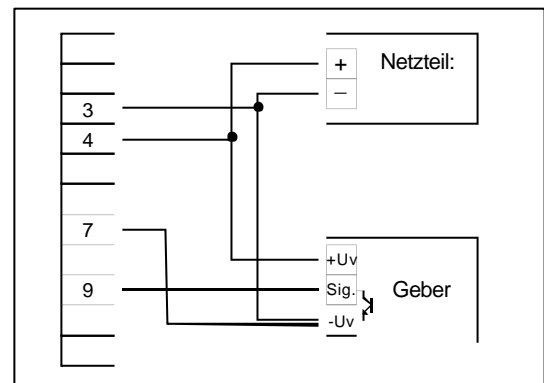 + Netzteil:
−
3
4
7
+Uv
9 Sig. Geber
-Uv